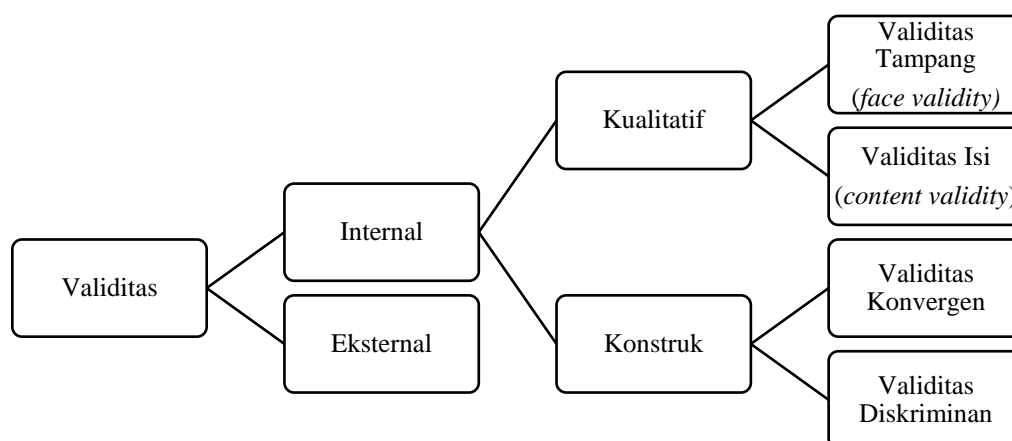 Validitas
Tampang
(face validity)
Kualitatif
Validitas Isi
(content validity)
Internal
Validitas
Eksternal
Validitas
Konvergen
Konstruk
Validitas
Diskriminan